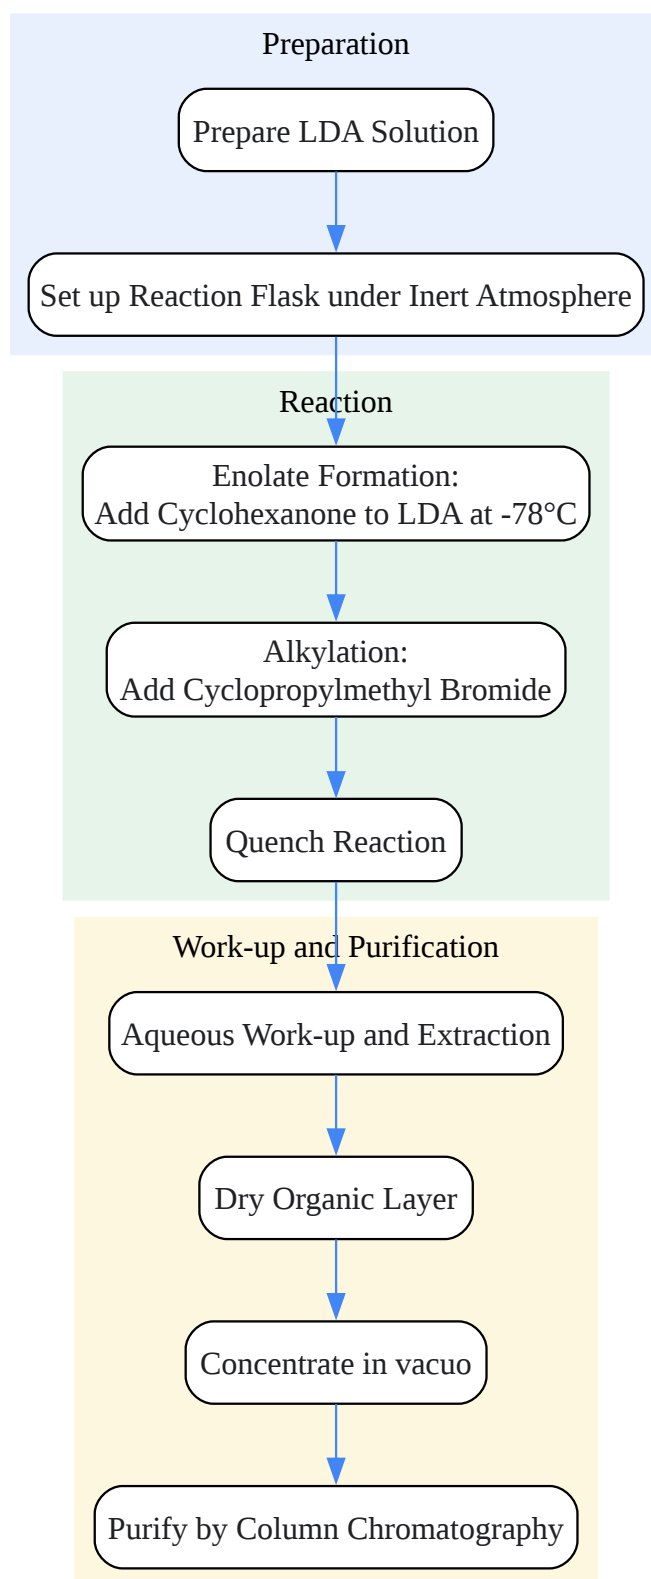 Preparation
Prepare LDA Solution
Set up Reaction Flask under Inert Atmosphere
Reaction
Enolate Formation:
Add Cyclohexanone to LDA at -78°C
Alkylation:
Add Cyclopropylmethyl Bromide
Quench Reaction
Work-up and Purification
Aqueous Work-up and Extraction
Dry Organic Layer
Concentrate in vacuo
Purify by Column Chromatography